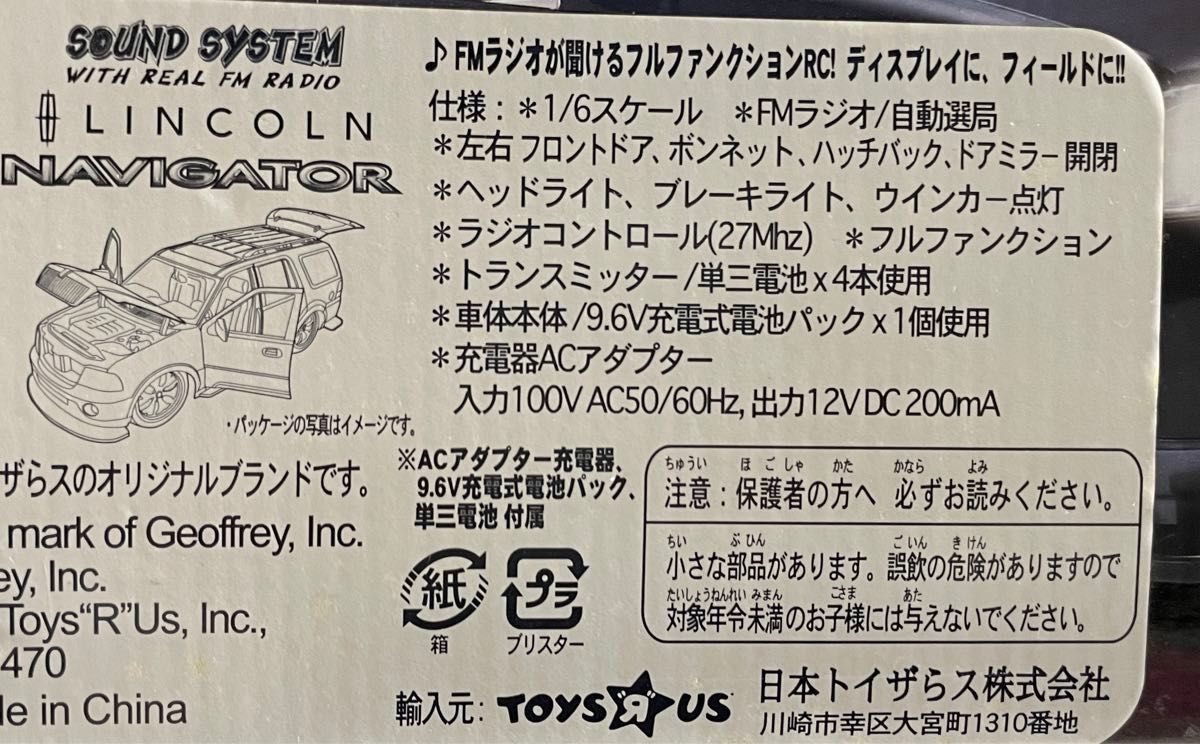 SOUND SYSTEM
WITH REAL FM RADIO
LINCOLN
NAVIGATOR
・パッケージの写真はイメージです。
♪FMラジオが聞けるフルファンクションRC! ディスプレイに、フィールドに!!
仕様：＊1/6スケール ＊FMラジオ/自動選局
＊左右 フロントドア、ボンネット、ハッチバック、ドアミラー 開閉
＊ヘッドライト、ブレーキライト、ウインカー点灯
＊ラジオコントロール(27Mhz) ＊フルファンクション
＊トランスミッター/単三電池 x 4本使用
＊車体本体 /9.6V充電式電池パック x 1個使用
＊充電器ACアダプター
入力100V AC50/60Hz, 出力12V DC 200mA
※ACアダプター充電器、
9.6V充電式電池パック、
単三電池 付属
紙
箱
プラ
ブリスター
ちゅうい ほごしゃ かた かなら よみ
注意：保護者の方へ 必ずお読みください。
ちい ぶひん ごいん きけん
小さな部品があります。誤飲の危険がありますので
たいしょうねんれい みまん こさま あた
対象年令未満のお子様には与えないでください。
ザらスのオリジナルブランドです。
mark of Geoffrey, Inc.
ey, Inc.
Toys“R”Us, Inc.,
470
de in China
輸入元: TOYSЯUS 日本トイザらス株式会社
川崎市幸区大宮町1310番地